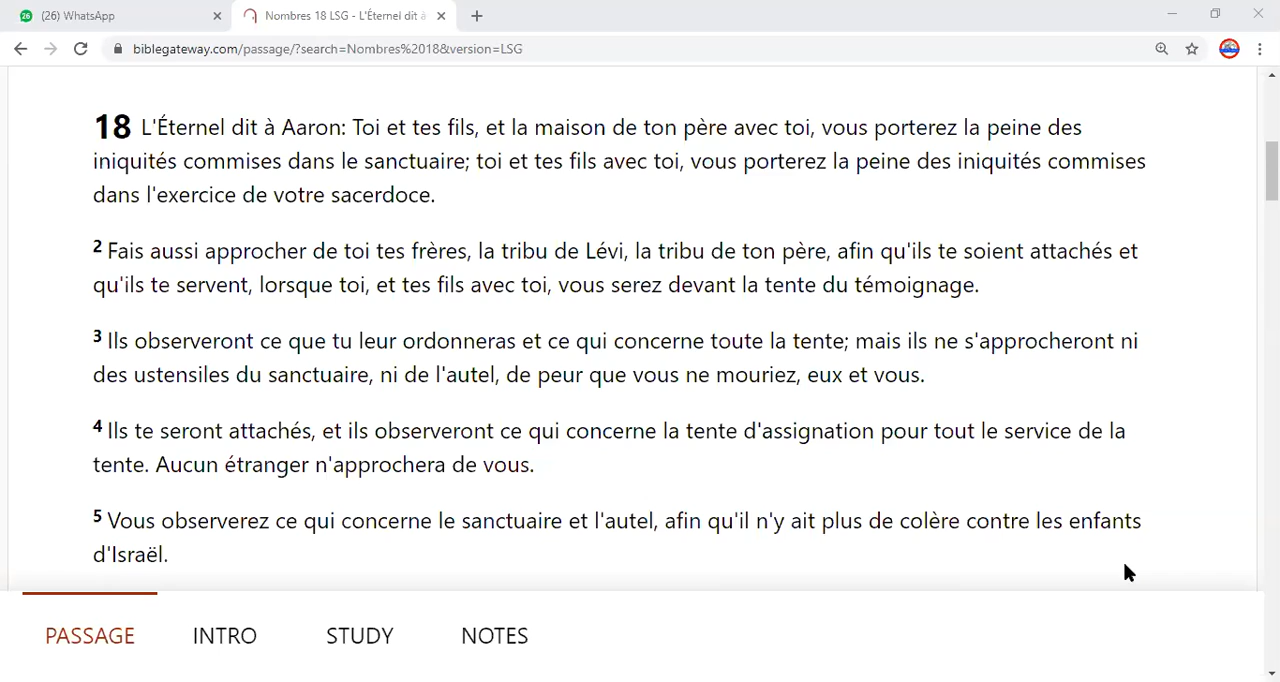 26
(26) WhatsApp
Nombres 18 LSG - L'Éternel dit à
biblegateway.com/passage/?search=Nombres%2018&version=LSG
18 L'Éternel dit à Aaron: Toi et tes fils, et la maison de ton père avec toi, vous porterez la peine des
iniquités commises dans le sanctuaire; toi et tes fils avec toi, vous porterez la peine des iniquités commises
dans l'exercice de votre sacerdoce.
2 Fais aussi approcher de toi tes frères, la tribu de Lévi, la tribu de ton père, afin qu'ils te soient attachés et
qu'ils te servent, lorsque toi, et tes fils avec toi, vous serez devant la tente du témoignage.
3 Ils observeront ce que tu leur ordonneras et ce qui concerne toute la tente; mais ils ne s'approcheront ni
des ustensiles du sanctuaire, ni de l'autel, de peur que vous ne mouriez, eux et vous.
4 Ils te seront attachés, et ils observeront ce qui concerne la tente d'assignation pour tout le service de la
tente. Aucun étranger n'approchera de vous.
5 Vous observerez ce qui concerne le sanctuaire et l'autel, afin qu'il n'y ait plus de colère contre les enfants
d'Israël.
PASSAGE INTRO STUDY NOTES